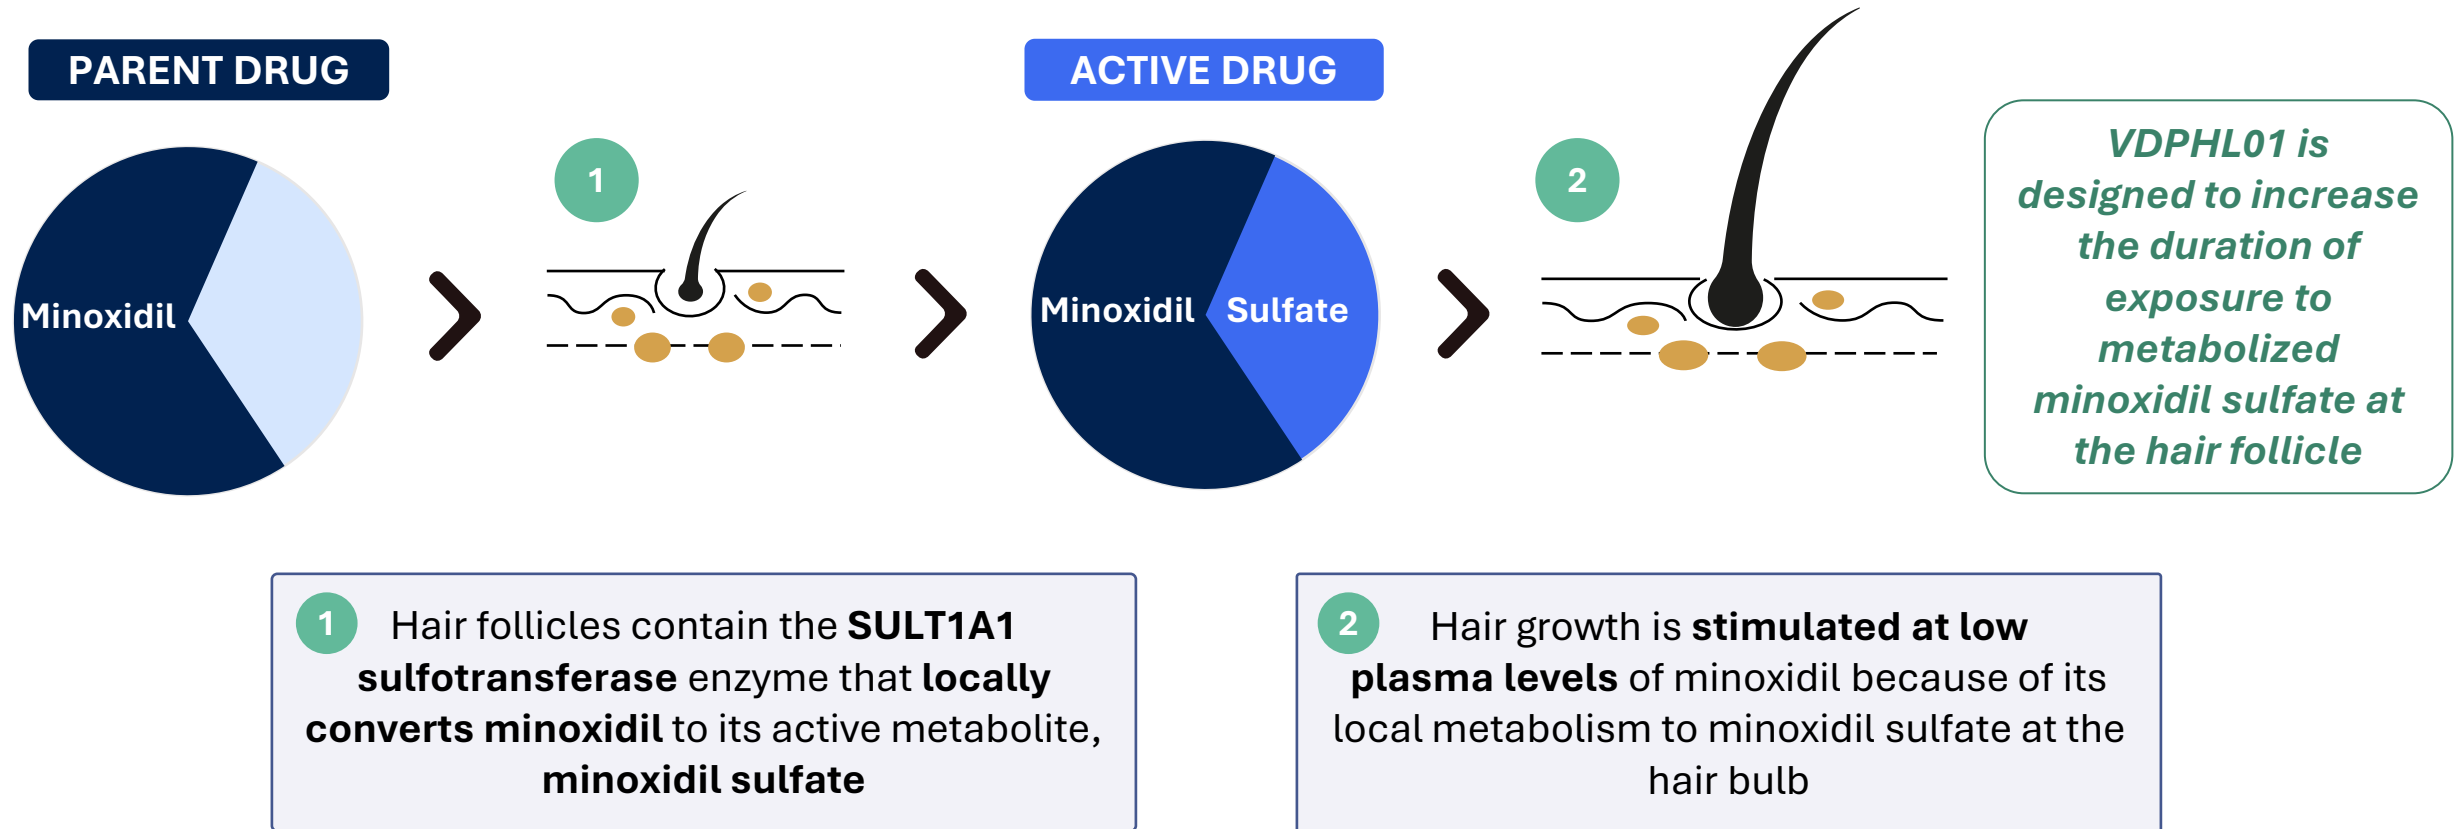 PARENT DRUG
ACTIVE DRUG
Minoxidil
1
Minoxidil
Sulfate
2
VDPHL01 is
designed to increase
the duration of
exposure to
metabolized
minoxidil sulfate at
the hair follicle
1
Hair follicles contain the SULT1A1
sulfotransferase enzyme that locally
converts minoxidil to its active metabolite,
minoxidil sulfate
2
Hair growth is stimulated at low
plasma levels of minoxidil because of its
local metabolism to minoxidil sulfate at the
hair bulb